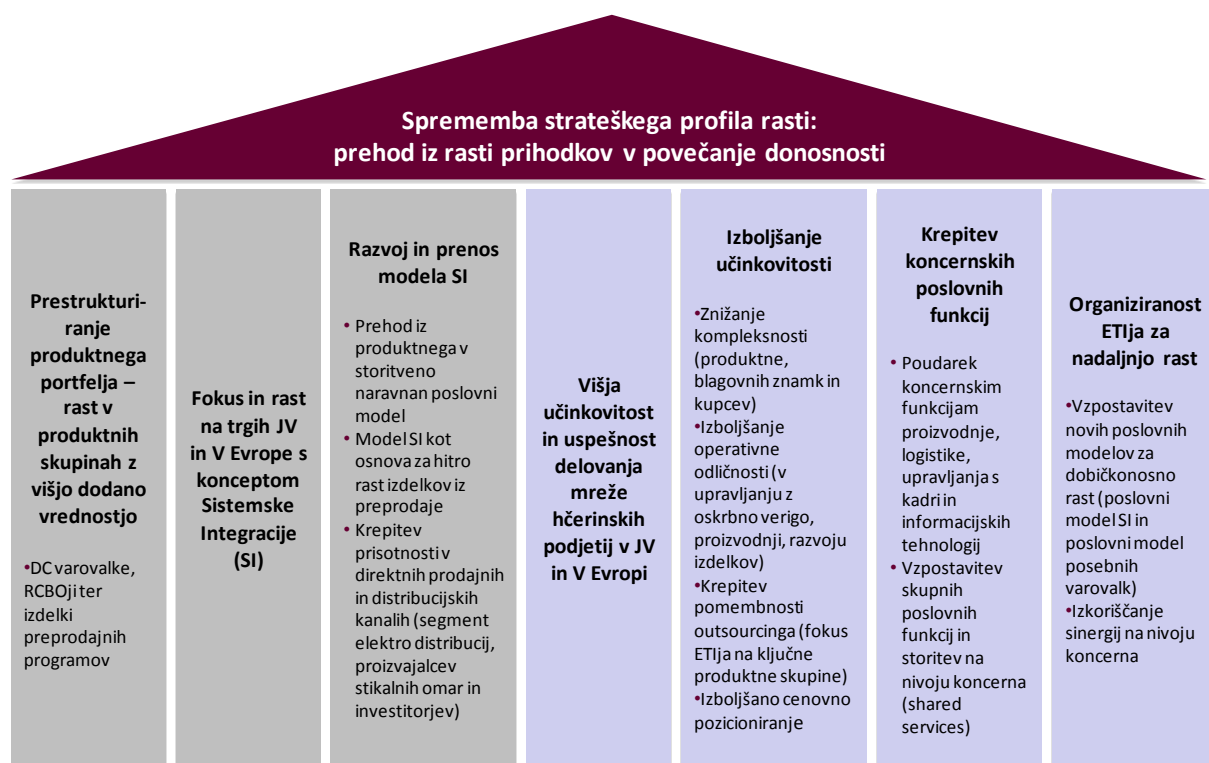 Sprememba strateškega profila rasti:
prehod iz rasti prihodkov v povečanje donosnosti
Prestrukturi-
ranje
produktnega
portfelja –
rast v
produktnih
skupinah z
višjo dodano
vrednostjo
•DC varovalke,
RCBOji ter
izdelki
preprodajnih
programov
Fokus in rast
na trgih JV
in V Evrope s
konceptom
Sistemske
Integracije
(SI)
Razvoj in prenos
modela SI
• Prehod iz
produktnega v
storitveno
naravnan poslovni
model
• Model SI kot
osnova za hitro
rast izdelkov iz
preprodaje
• Krepitev
prisotnosti v
direktnih prodajnih
in distribucijskih
kanalih (segment
elektro distribucij,
proizvajalcev
stikalnih omar in
investitorjev)
Višja
učinkovitost
in uspešnost
delovanja
mreže
hčerinskih
podjetij v JV
in V Evropi
Izboljšanje
učinkovitosti
•Znižanje
kompleksnosti
(produktne,
blagovnih znamk in
kupcev)
•Izboljšanje
operativne
odličnosti (v
upravljanju z
oskrbno verigo,
proizvodnji, razvoju
izdelkov)
•Krepitev
pomembnosti
outsourcinga (fokus
ETIja na ključne
produktne skupine)
•Izboljšano cenovno
pozicioniranje
Krepitev
koncernskih
poslovnih
funkcij
• Poudarek
koncernskim
funkcijam
proizvodnje,
logistike,
upravljanja s
kadri in
informacijskih
tehnologij
• Vzpostavitev
skupnih
poslovnih
funkcij in
storitev na
nivoju koncerna
(shared
services)
Organiziranost
ETIja za
nadaljnjo rast
•Vzpostavitev
novih poslovnih
modelov za
dobičkonosno
rast (poslovni
model SI in
poslovni model
posebnih
varovalk)
•Izkoriščanje
sinergij na nivoju
koncerna